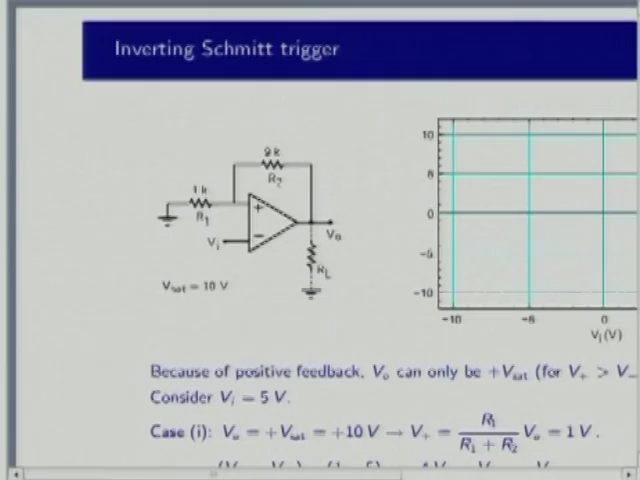 Inverting Schmitt trigger
9 k
R2
1 k
R1
+
−
Vi
Vo
RL
Vsat = 10 V
10
5
0
−5
−10
−10
−5
0
Vi(V)
Because of positive feedback, Vo can only be +Vsat (for V+ > V−
Consider Vi = 5 V.
Case (i): Vo = +Vsat = +10 V → V+ = R1 / (R1 + R2) Vo = 1 V.